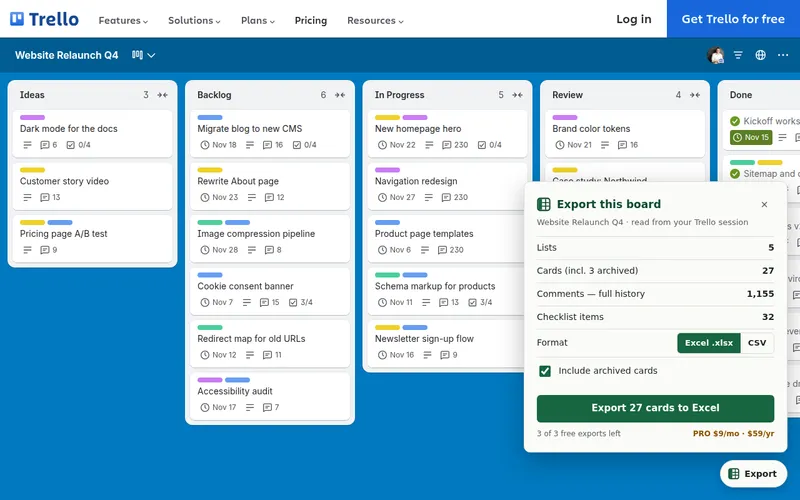 Trello
Features
Solutions
Plans
Pricing
Resources
Log in
Get Trello for free
Website Relaunch Q4
Ideas 3
Dark mode for the docs
6 0/4
Customer story video
13
Pricing page A/B test
9
Backlog 6
Migrate blog to new CMS
Nov 18 16 0/4
Rewrite About page
Nov 23 12
Image compression pipeline
Nov 28 8
Cookie consent banner
Nov 7 15 3/4
Redirect map for old URLs
Nov 12 11
Accessibility audit
Nov 17 7
In Progress 5
New homepage hero
Nov 22 230 0/4
Navigation redesign
Nov 27 230
Product page templates
Nov 6 230
Schema markup for products
Nov 11 13 3/4
Newsletter sign-up flow
Nov 16 9
Review 4
Brand color tokens
Nov 21 16
Case study: Northwind
Done
Kickoff works
Nov 15
Sitemap and c
Export this board
Website Relaunch Q4 · read from your Trello session
Lists 5
Cards (incl. 3 archived) 27
Comments — full history 1,155
Checklist items 32
Format Excel .xlsx CSV
Include archived cards
Export 27 cards to Excel
3 of 3 free exports left PRO $9/mo · $59/yr
Export